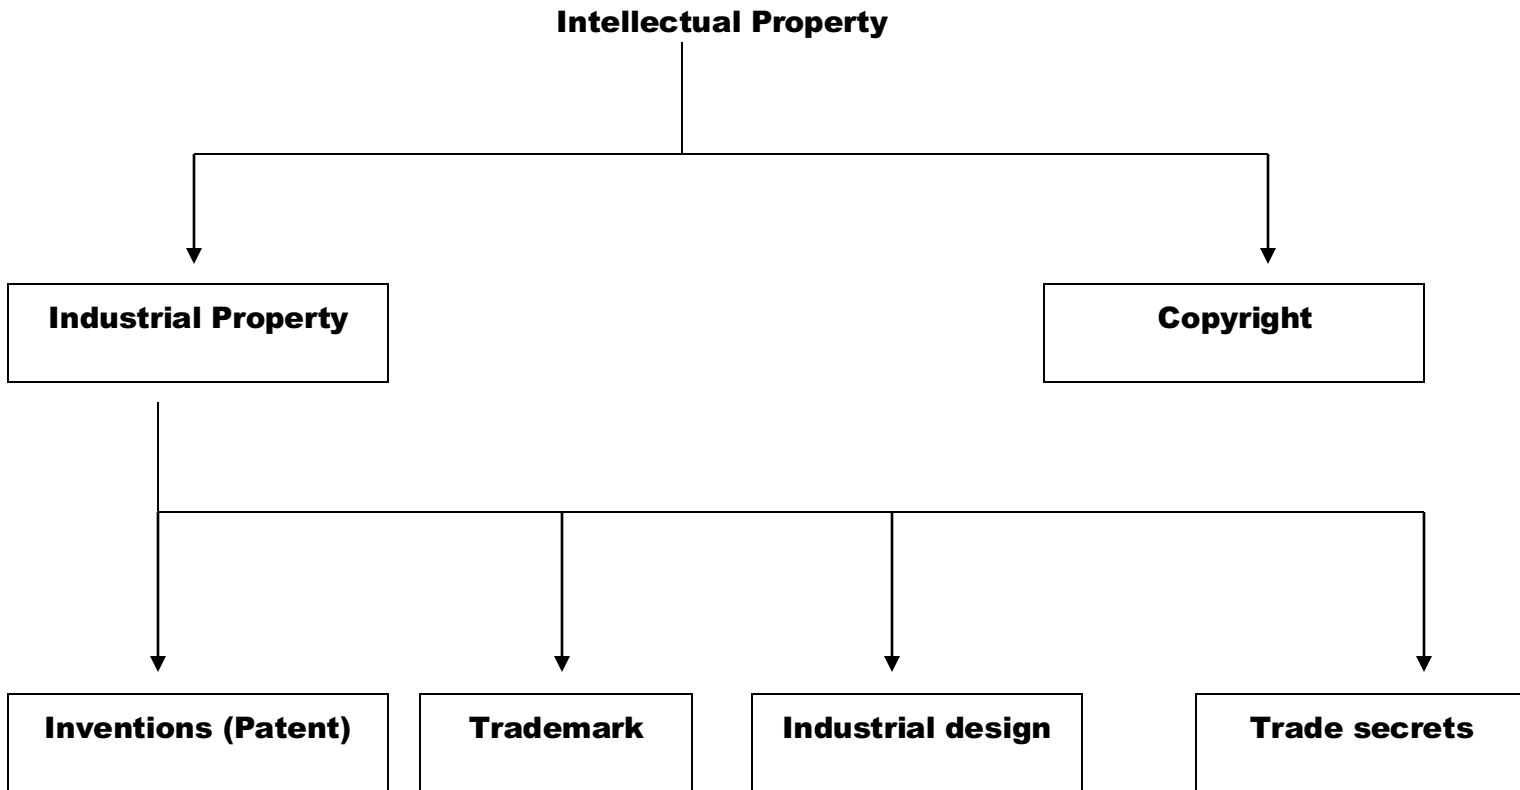 Intellectual Property
Industrial Property
Copyright
Inventions (Patent)
Trademark
Industrial design
Trade secrets